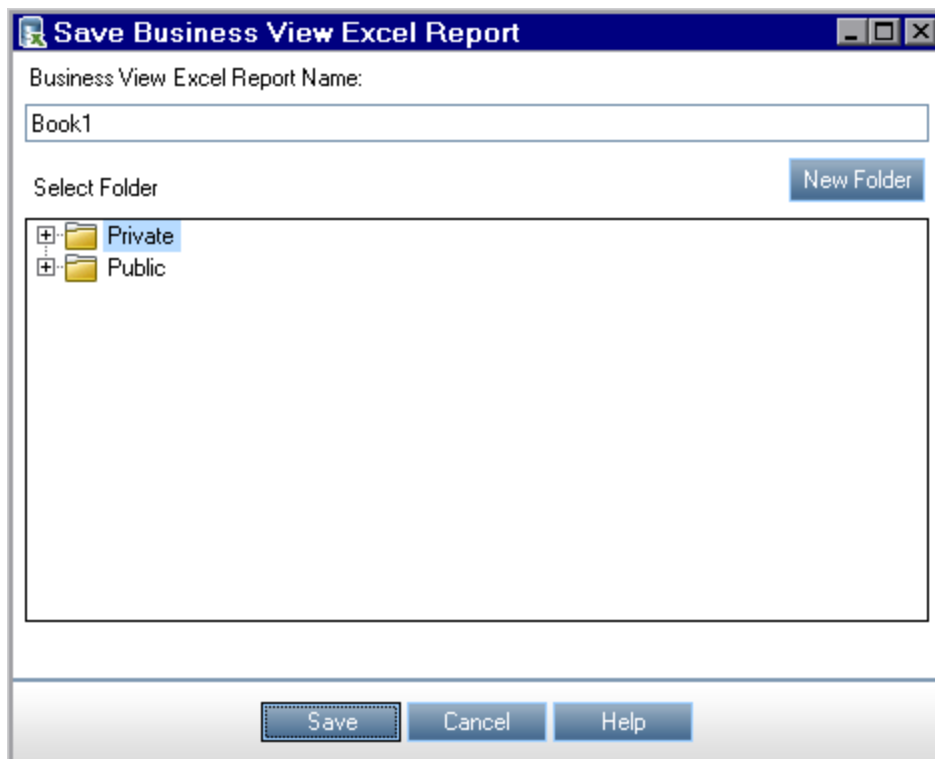 Save Business View Excel Report
Business View Excel Report Name:
Book1
Select Folder
New Folder
Private
Public
Save
Cancel
Help